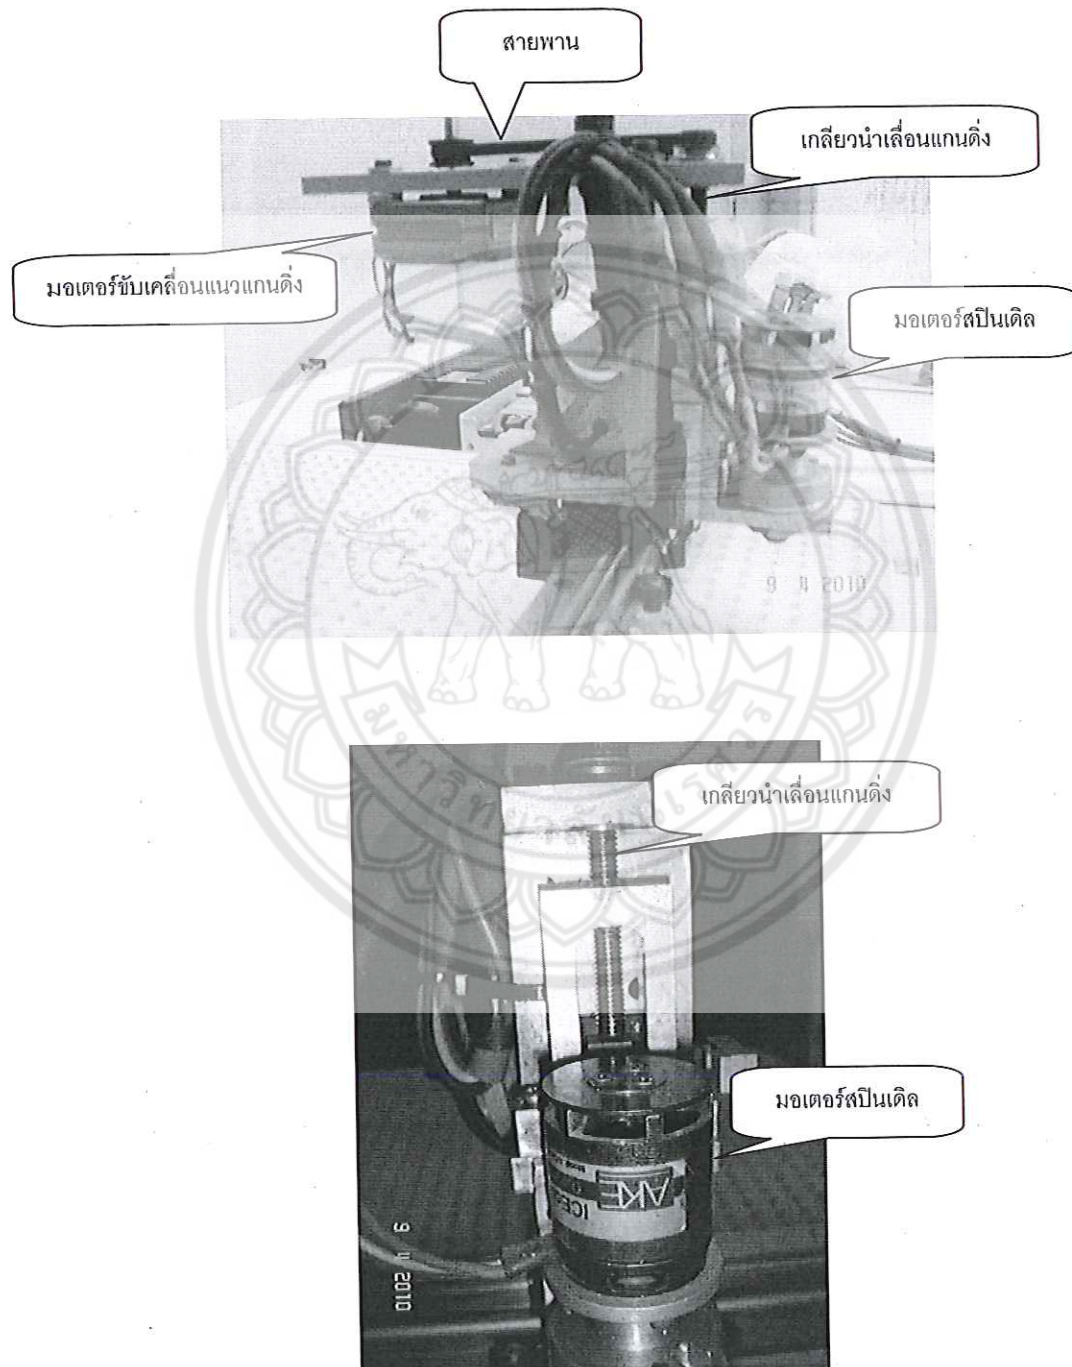 สายพาน
เกลียวนำเลื่อนแกนดิ่ง
มอเตอร์ขับเคลื่อนแนวแกนดิ่ง
มอเตอร์สปินเดิล
9 4 2010
เกลียวนำเลื่อนแกนดิ่ง
มอเตอร์สปินเดิล
AKE
9 4 2010